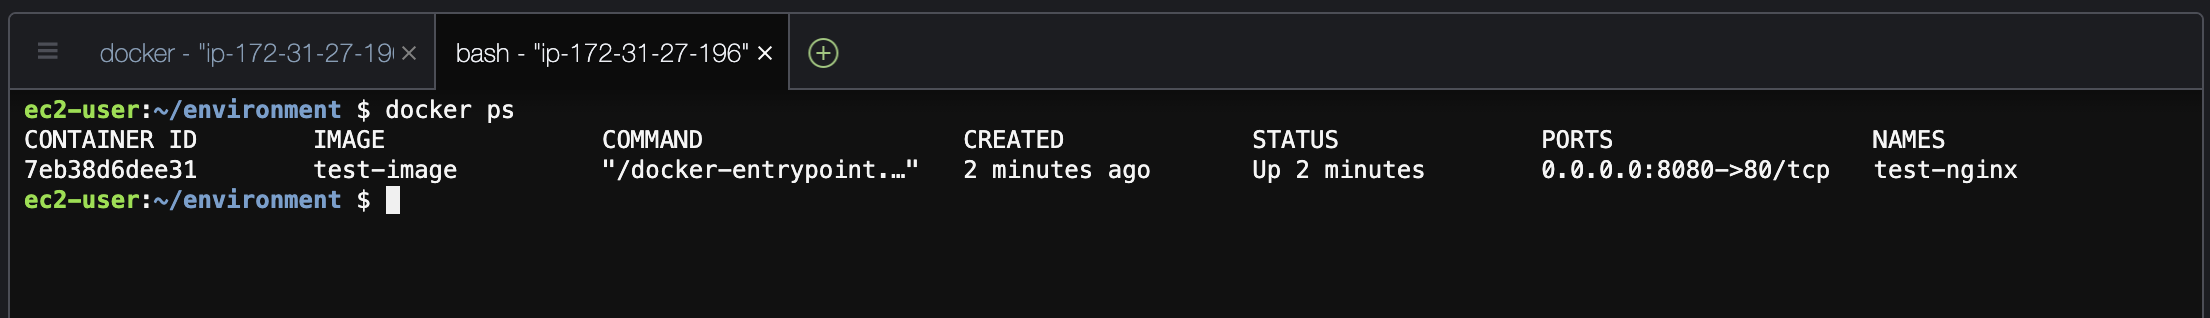 docker - "ip-172-31-27-19 × bash - "ip-172-31-27-196" ×
ec2-user:~/environment $ docker ps
CONTAINER ID IMAGE COMMAND CREATED STATUS PORTS NAMES
7eb38d6dee31 test-image "/docker-entrypoint.…" 2 minutes ago Up 2 minutes 0.0.0.0:8080->80/tcp test-nginx
ec2-user:~/environment $